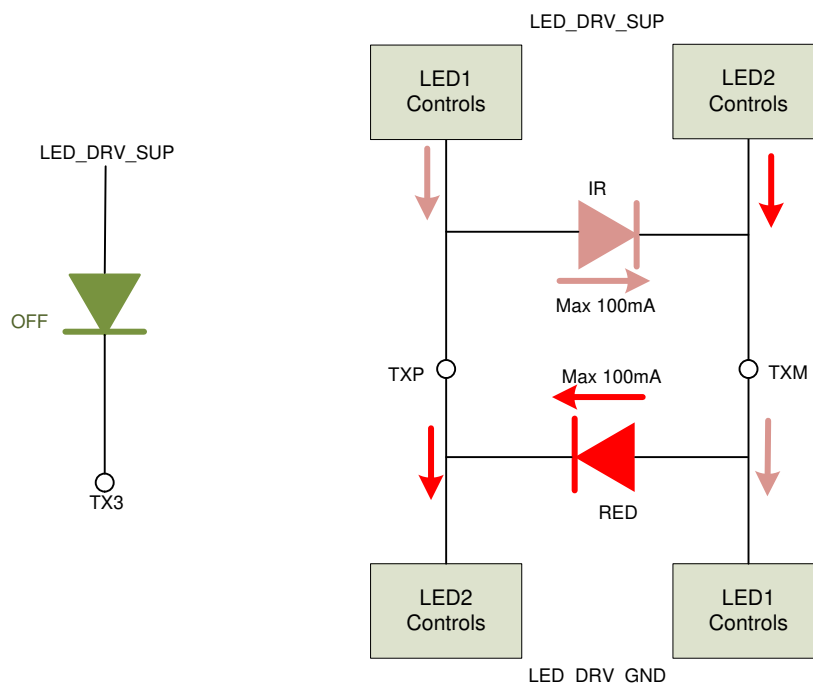 LED_DRV_SUP
LED1
Controls
LED2
Controls
LED_DRV_SUP
IR
OFF
Max 100mA
TXP
Max 100mA
TXM
TX3
RED
LED2
Controls
LED1
Controls
LED_DRV_GND